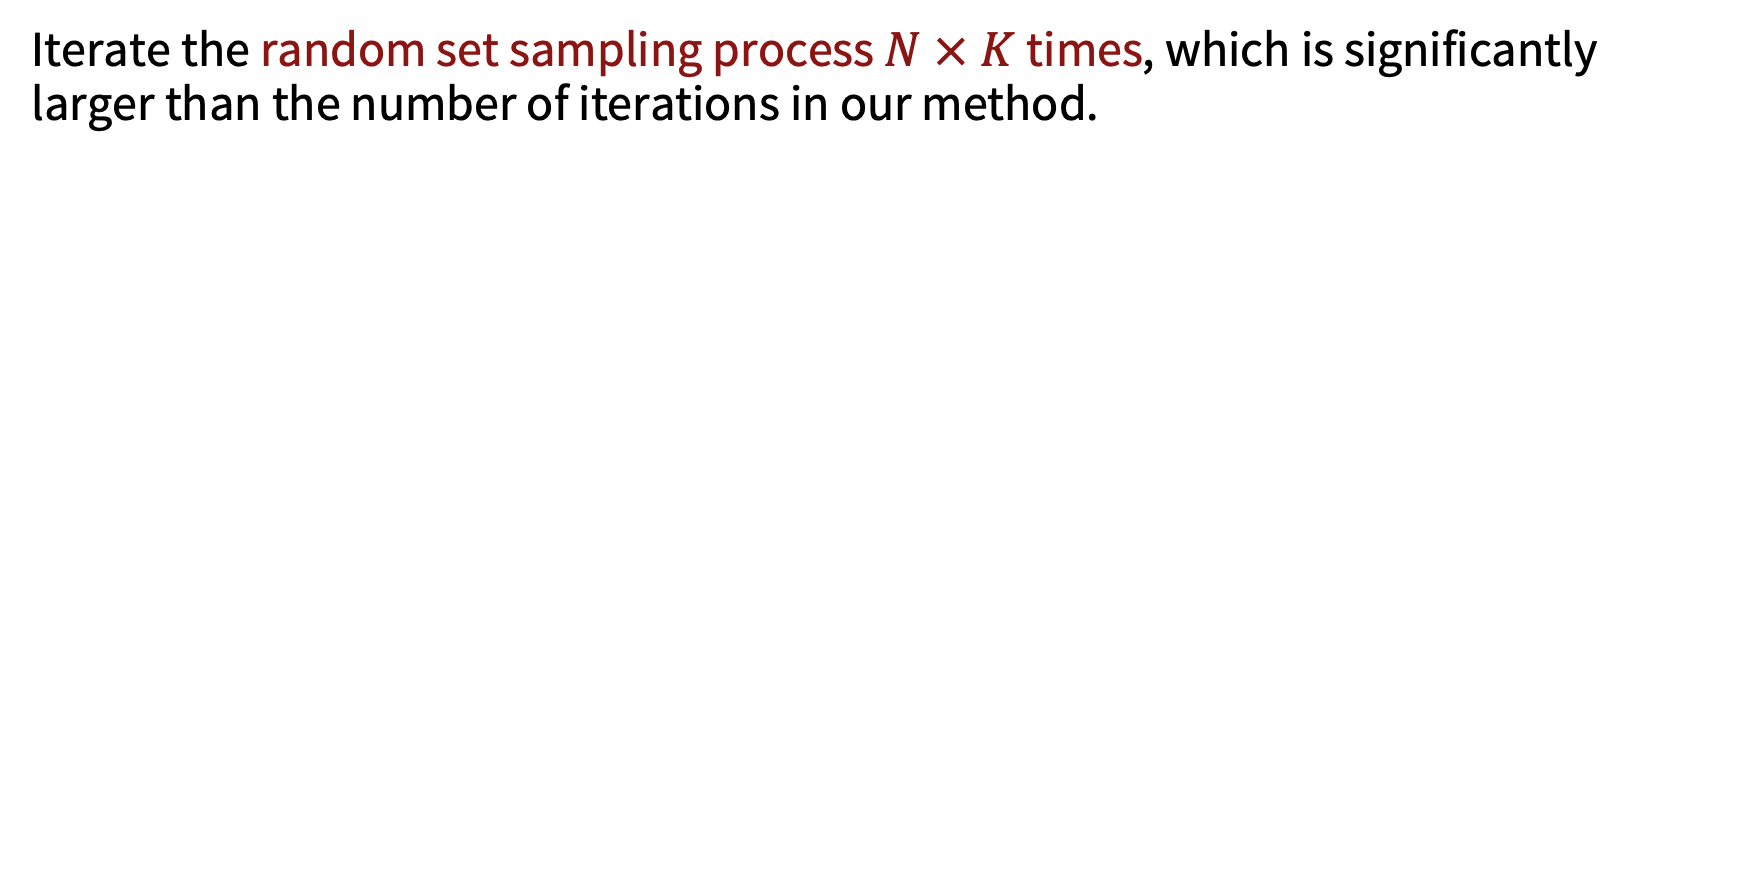 Iterate the random set sampling process N × K times, which is significantly
larger than the number of iterations in our method.